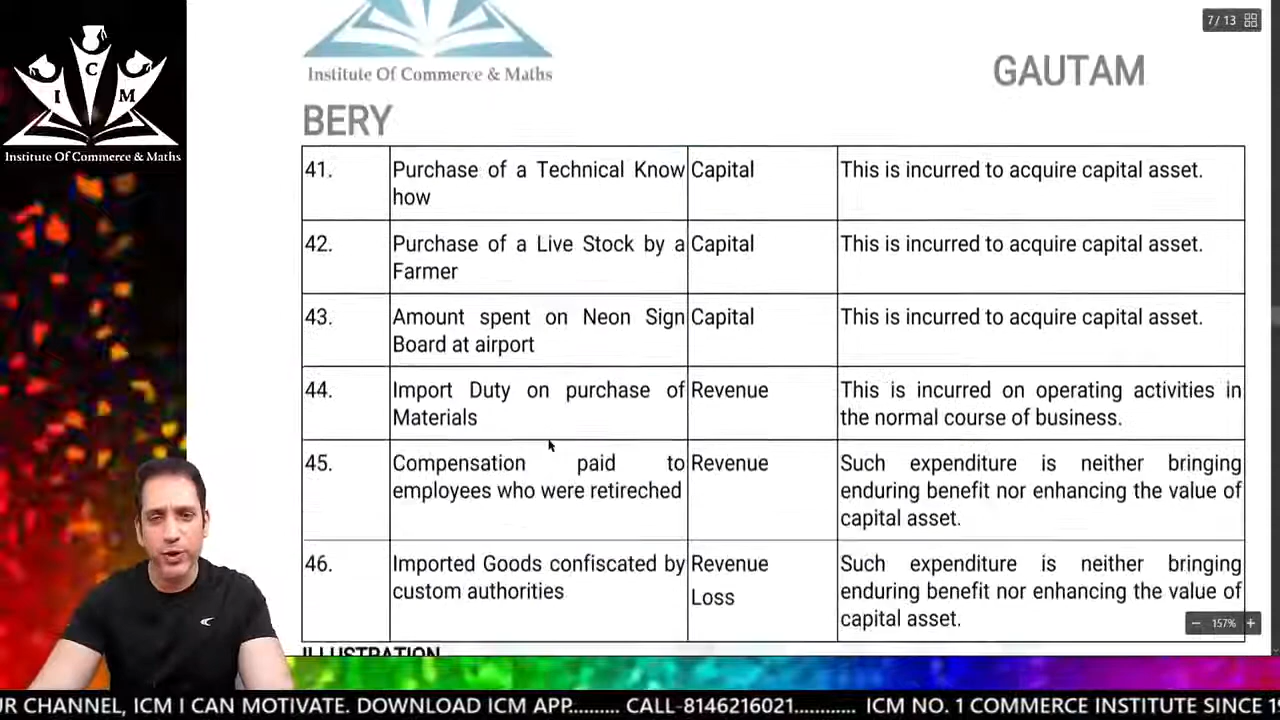 7/ 13
I C M
Institute Of Commerce & Maths
Institute Of Commerce & Maths
GAUTAM
BERY
41. Purchase of a Technical Know Capital This is incurred to acquire capital asset.
how
42. Purchase of a Live Stock by a Capital This is incurred to acquire capital asset.
Farmer
43. Amount spent on Neon Sign Capital This is incurred to acquire capital asset.
Board at airport
44. Import Duty on purchase of Revenue This is incurred on operating activities in
Materials the normal course of business.
45. Compensation paid to Revenue Such expenditure is neither bringing
employees who were retireched enduring benefit nor enhancing the value of
capital asset.
46. Imported Goods confiscated by Revenue Such expenditure is neither bringing
custom authorities Loss enduring benefit nor enhancing the value of
capital asset.
157%
ILLUSTRATION
UR CHANNEL, ICM I CAN MOTIVATE. DOWNLOAD ICM APP......... CALL-8146216021............ ICM NO. 1 COMMERCE INSTITUTE SINCE 1